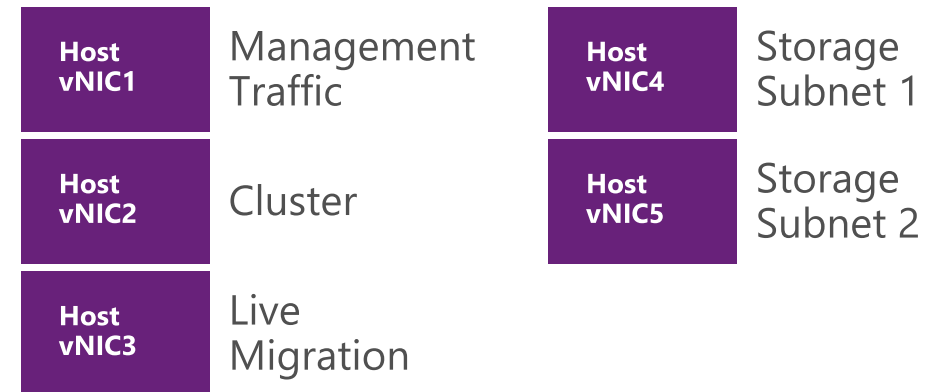 Host
vNIC1
Management
Traffic
Host
vNIC2
Cluster
Host
vNIC3
Live
Migration
Host
vNIC4
Storage
Subnet 1
Host
vNIC5
Storage
Subnet 2